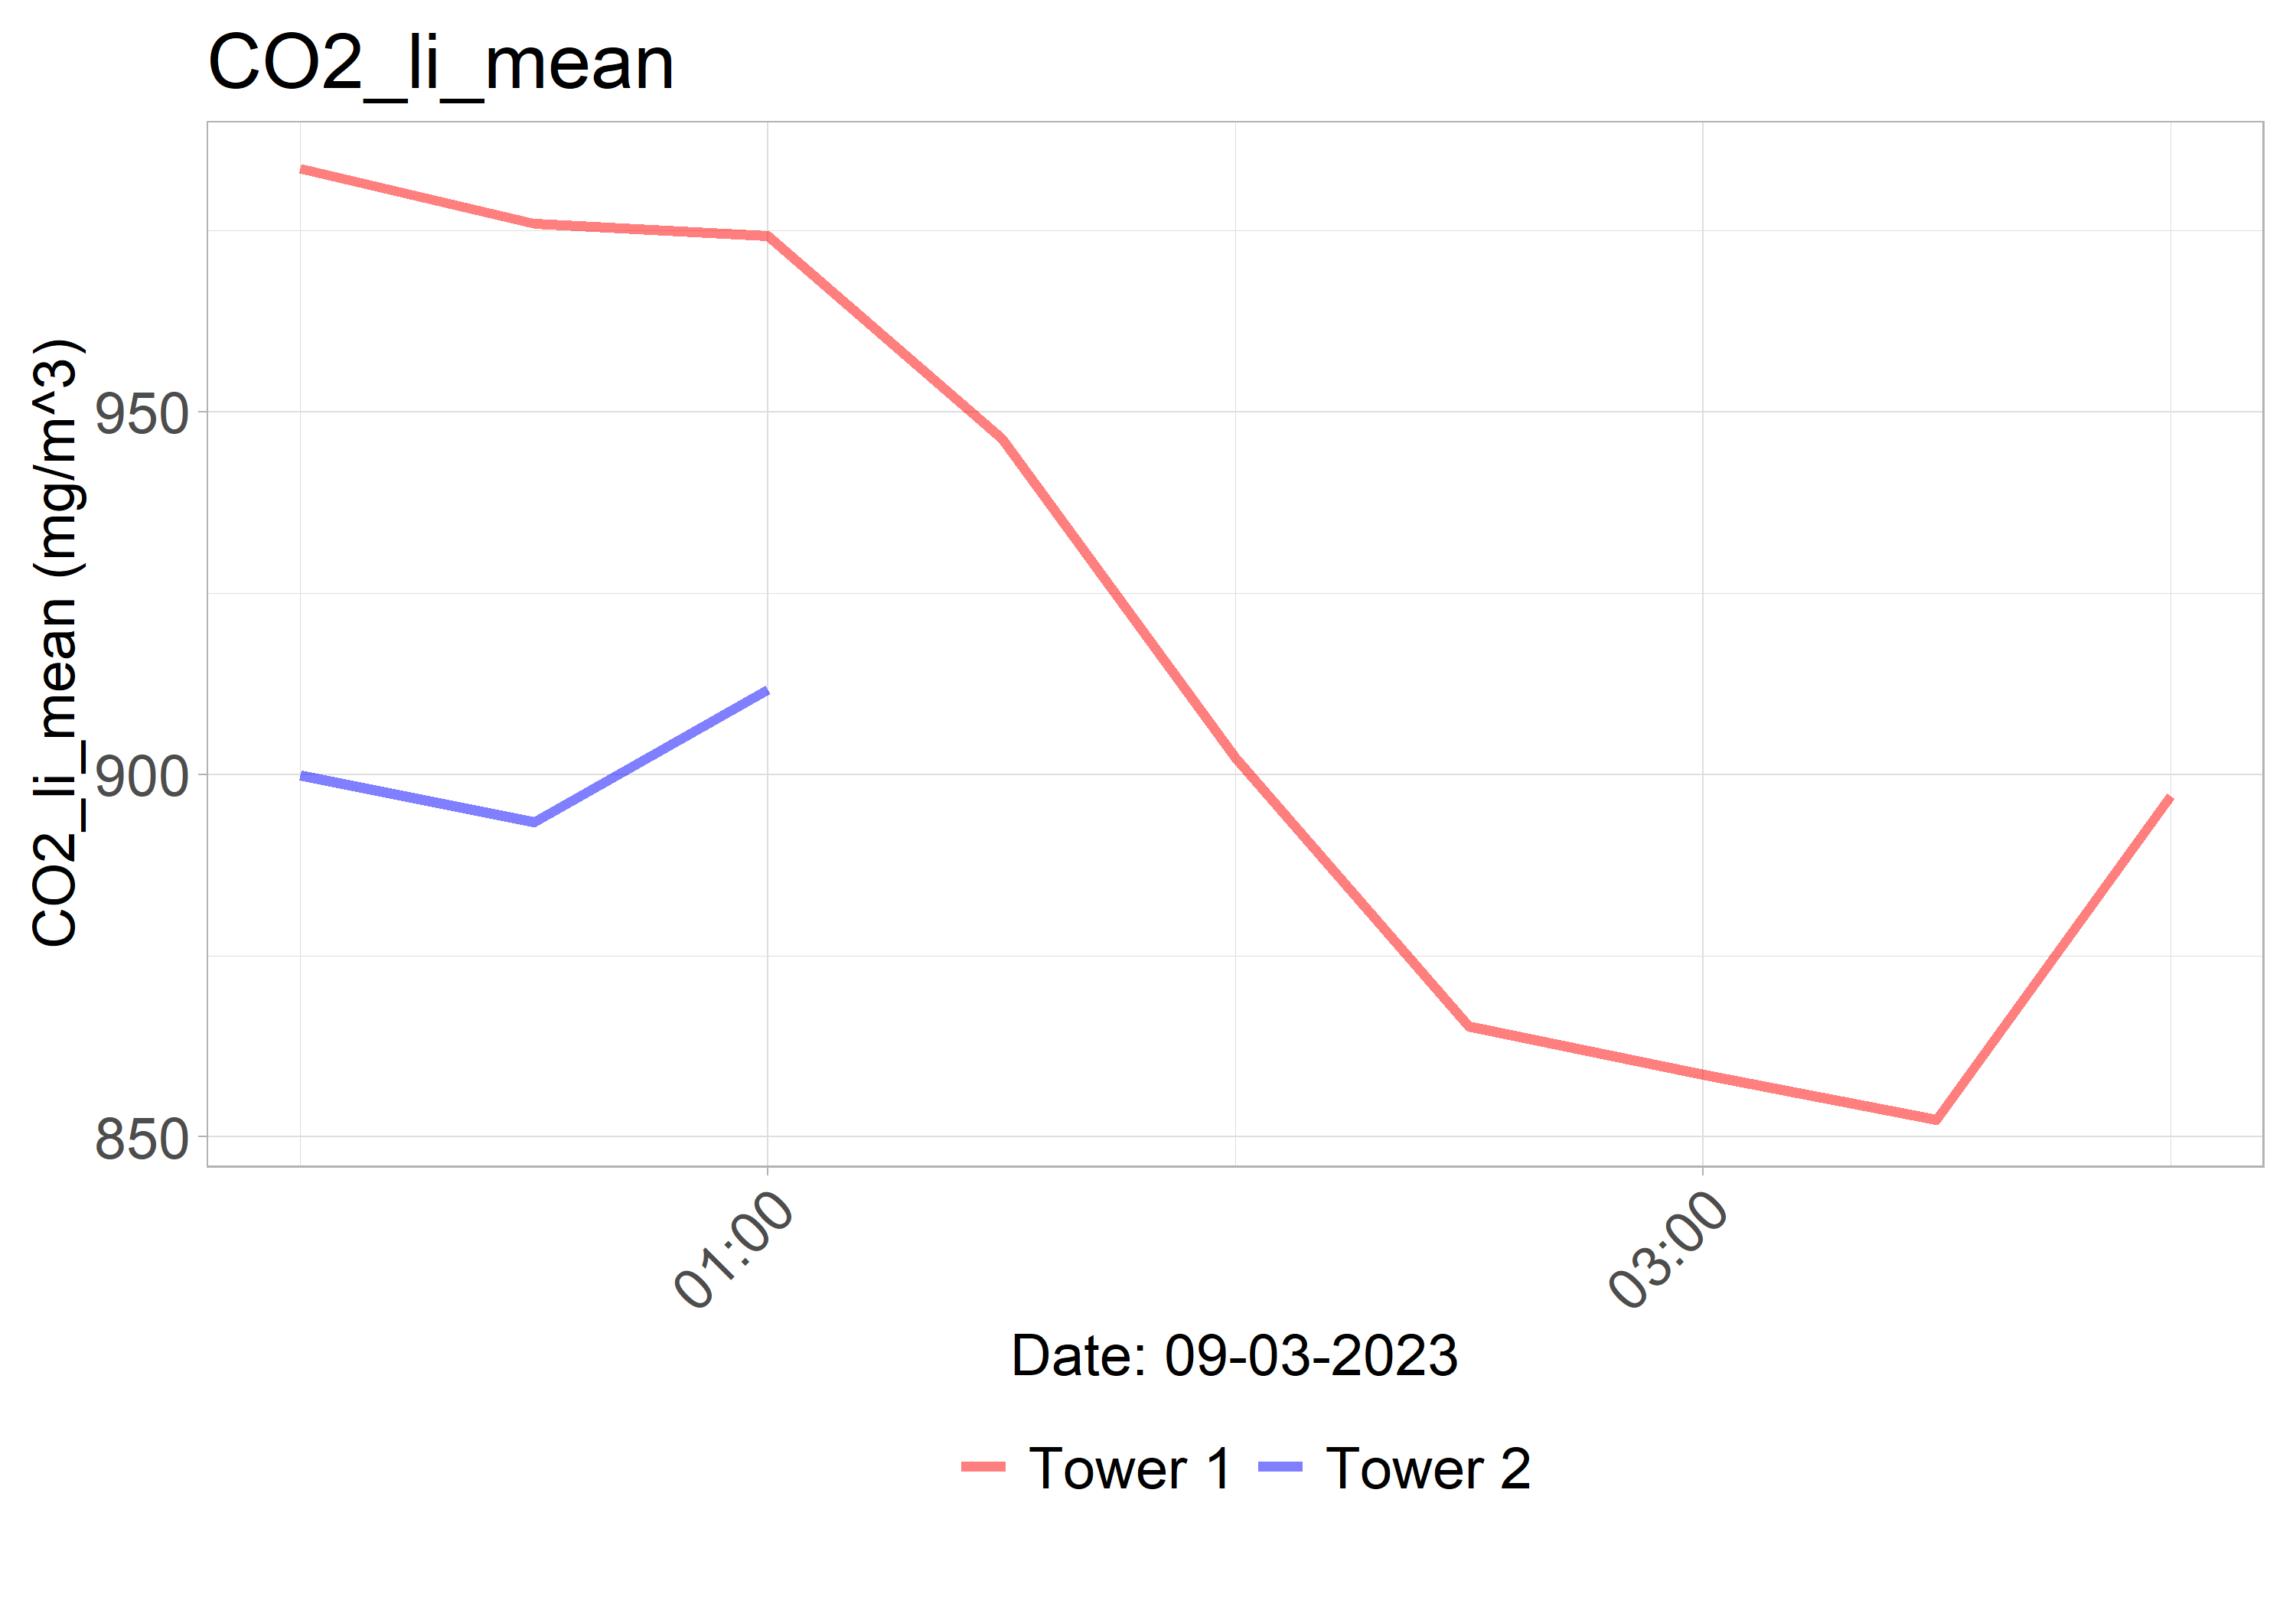 CO2_li_mean
CO2_li_mean (mg/m^3)
950
900
850
01:00
03:00
Date: 09-03-2023
Tower 1
Tower 2